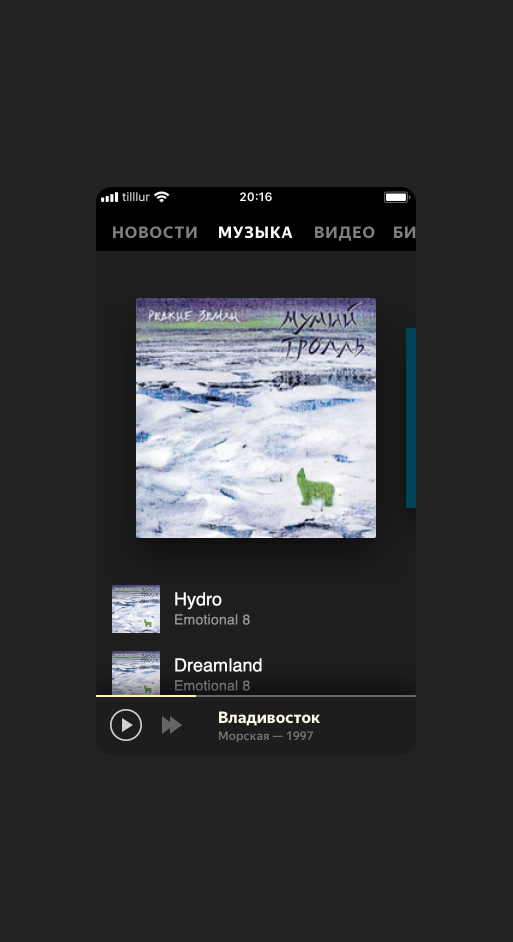 tilllur
20:16
НОВОСТИ МУЗЫКА ВИДЕО БИ
РЕДКИЕ ЗЕМЛИ
МУМИЙ
ТРОЛЛЬ
Hydro
Emotional 8
Dreamland
Emotional 8
Владивосток
Морская — 1997